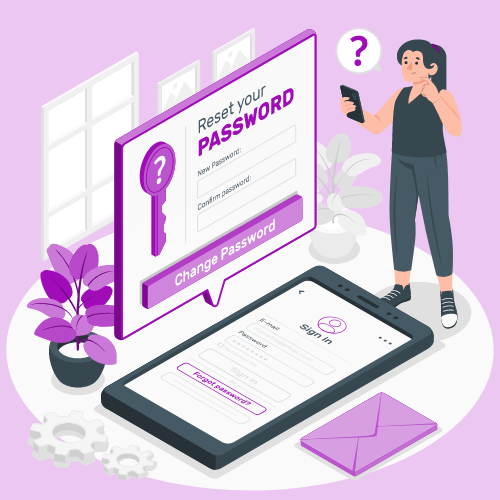 ?
Reset your
PASSWORD
?
New Password:
Confirm password:
Change Password
Sign in
E-mail
Password
********
Sign in
Forgot password?